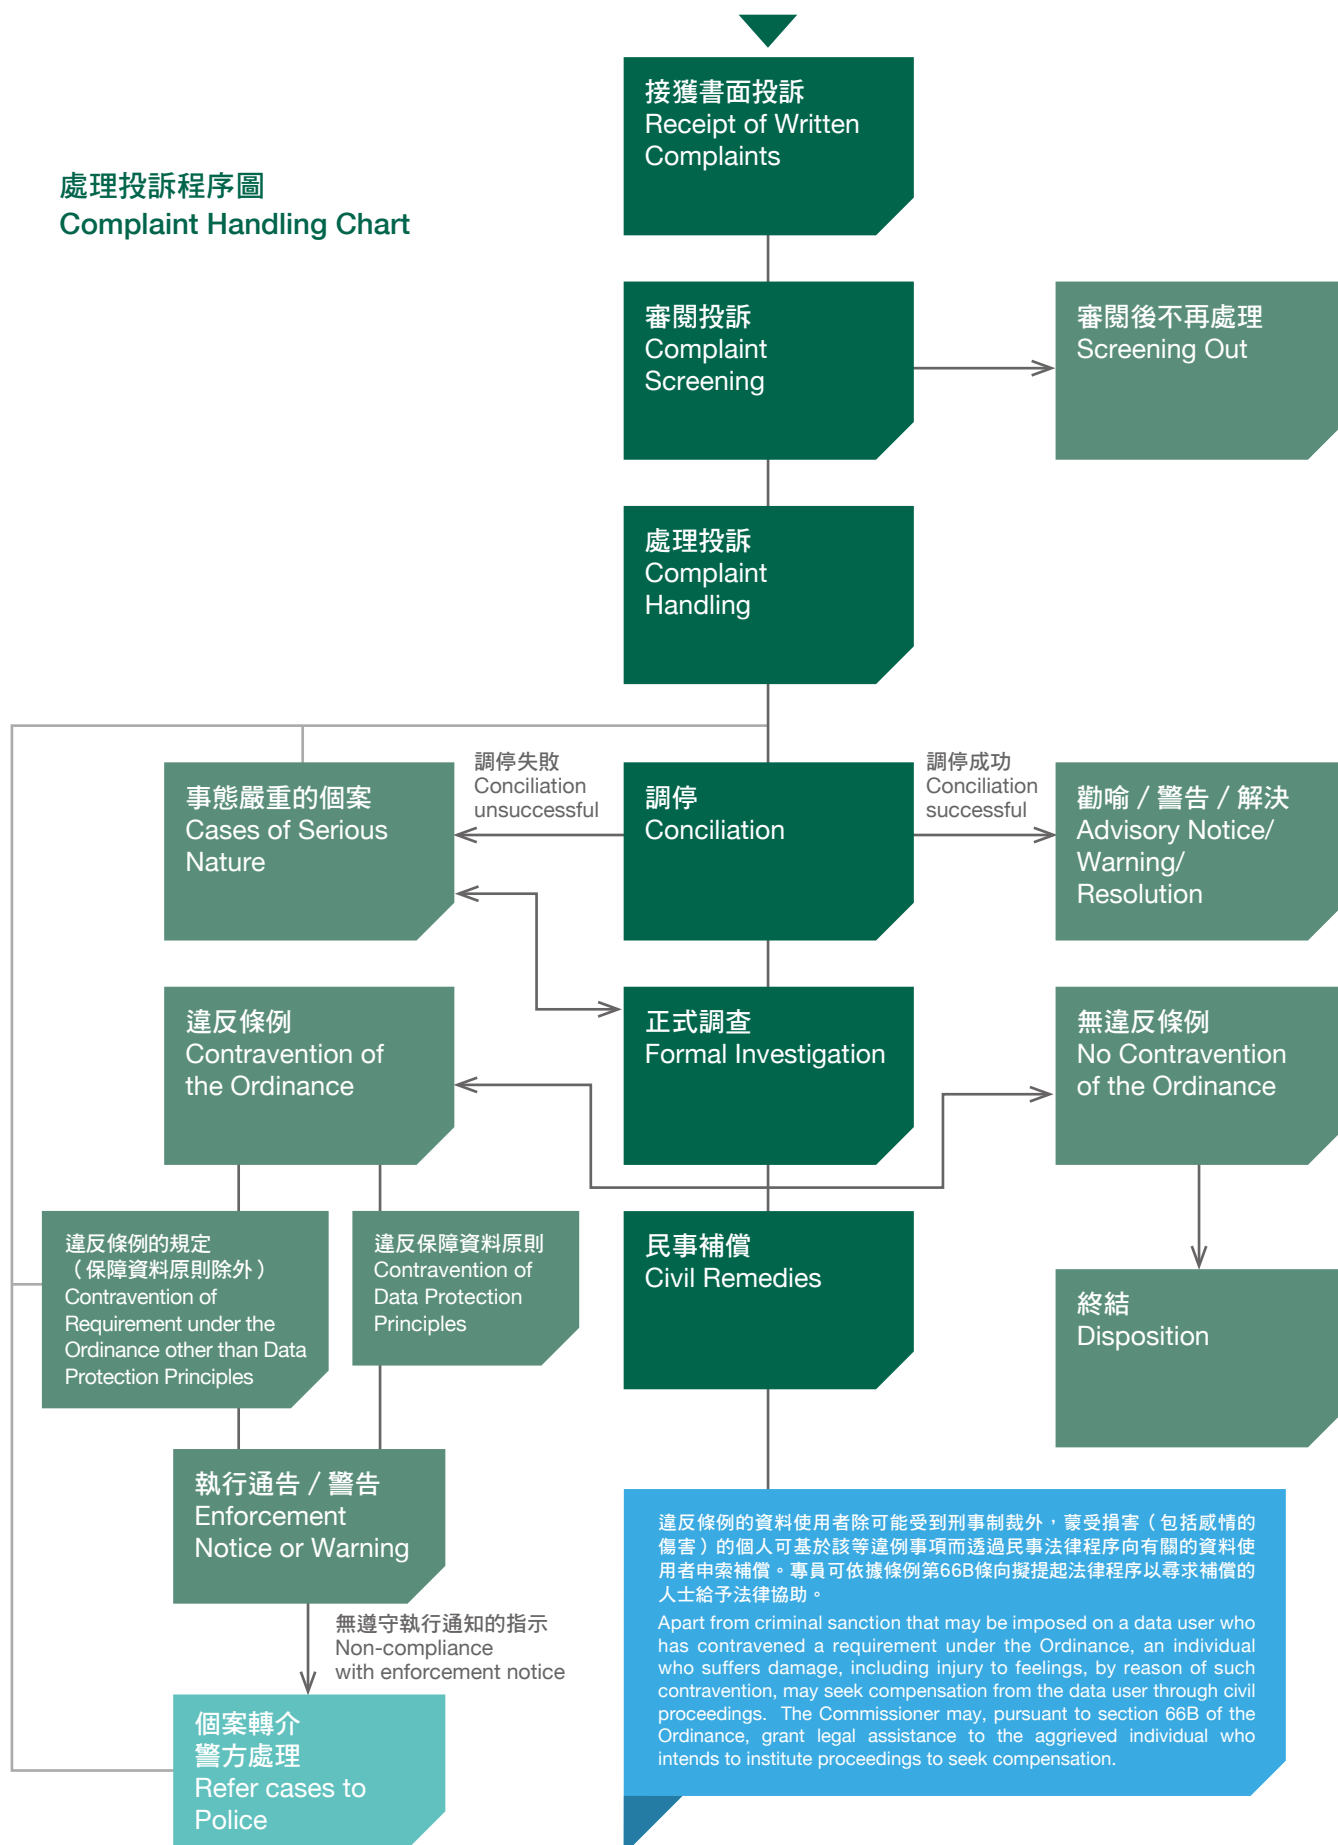 接獲書面投訴
Receipt of Written
Complaints
處理投訴程序圖
Complaint Handling Chart
審閱投訴
Complaint
Screening
審閱後不再處理
Screening Out
處理投訴
Complaint
Handling
事態嚴重的個案
Cases of Serious
Nature
調停失敗
Conciliation
unsuccessful
調停
Conciliation
調停成功
Conciliation
successful
勸喻 / 警告 / 解決
Advisory Notice/
Warning/
Resolution
違反條例
Contravention of
the Ordinance
正式調查
Formal Investigation
無違反條例
No Contravention
of the Ordinance
違反條例的規定
（保障資料原則除外）
Contravention of
Requirement under the
Ordinance other than Data
Protection Principles
違反保障資料原則
Contravention of
Data Protection
Principles
民事補償
Civil Remedies
終結
Disposition
執行通告 / 警告
Enforcement
Notice or Warning
無遵守執行通知的指示
Non-compliance
with enforcement notice
個案轉介
警方處理
Refer cases to
Police
違反條例的資料使用者除可能受到刑事制裁外，蒙受損害（包括感情的
傷害）的個人可基於該等違例事項而透過民事法律程序向有關的資料使
用者申索補償。專員可依據條例第66B條向擬提起法律程序以尋求補償的
人士給予法律協助。
Apart from criminal sanction that may be imposed on a data user who
has contravened a requirement under the Ordinance, an individual
who suffers damage, including injury to feelings, by reason of such
contravention, may seek compensation from the data user through civil
proceedings. The Commissioner may, pursuant to section 66B of the
Ordinance, grant legal assistance to the aggrieved individual who
intends to institute proceedings to seek compensation.